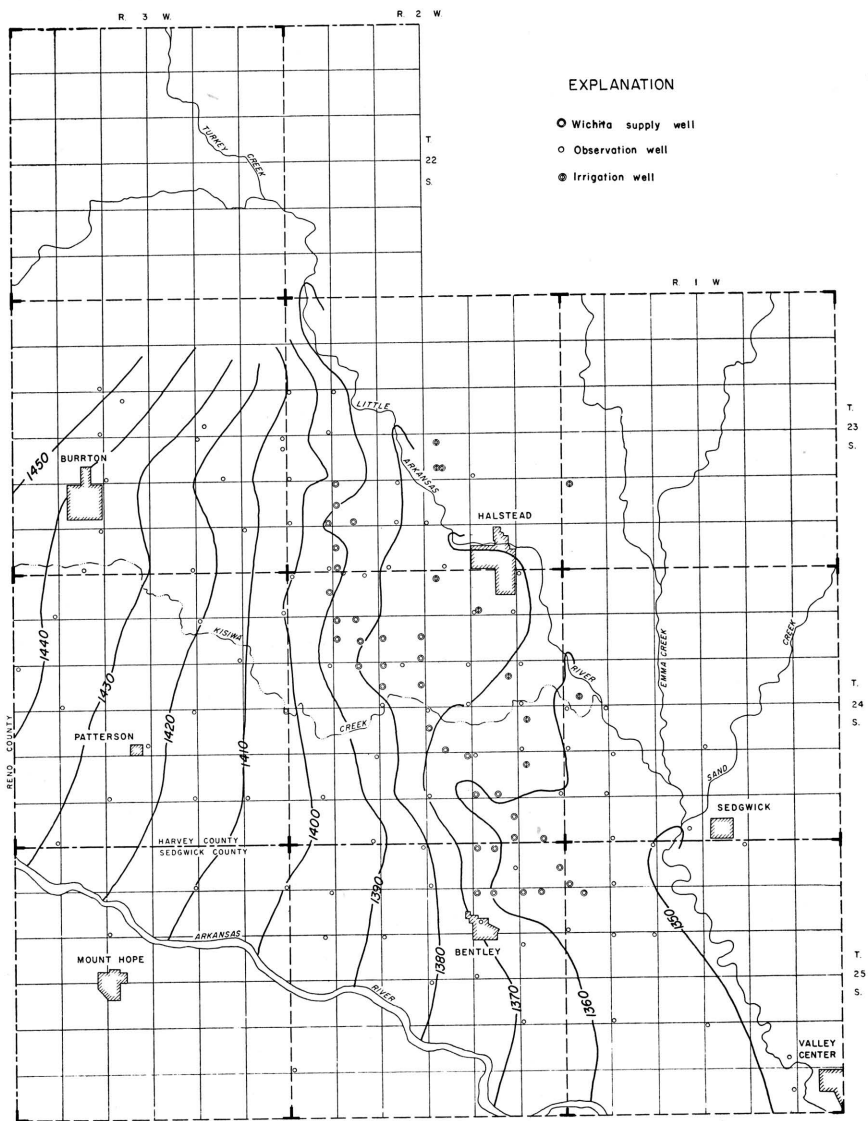 R. 3 W.
R. 2 W.
EXPLANATION
Wichita supply well
Observation well
Irrigation well
TURKEY
CREEK
T.
22
S.
R. 1 W
LITTLE
ARKANSAS
T.
23
S.
1450
BURRTON
HALSTEAD
1440
KISIWA
CREEK
EMMA CREEK
CREEK
RIVER
T.
24
S.
RENO COUNTY
1430
1420
1410
PATTERSON
SAND
SEDGWICK
1400
HARVEY COUNTY
SEDGWICK COUNTY
1390
1380
1350
ARKANSAS
MOUNT HOPE
BENTLEY
T.
25
S.
RIVER
1370
1360
VALLEY
CENTER